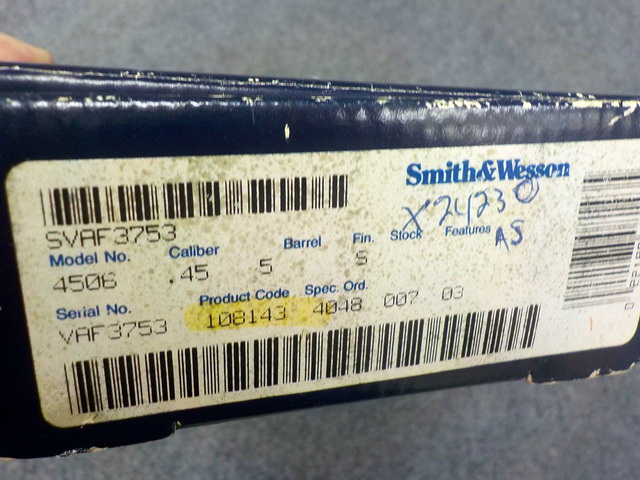 Smith & Wesson
X24230
SVAF3753
Model No. Caliber Barrel Fin. Stock Features AS
4506 .45 5 S
Serial No. Product Code Spec. Ord.
VAF3753 108143 4048 007 03